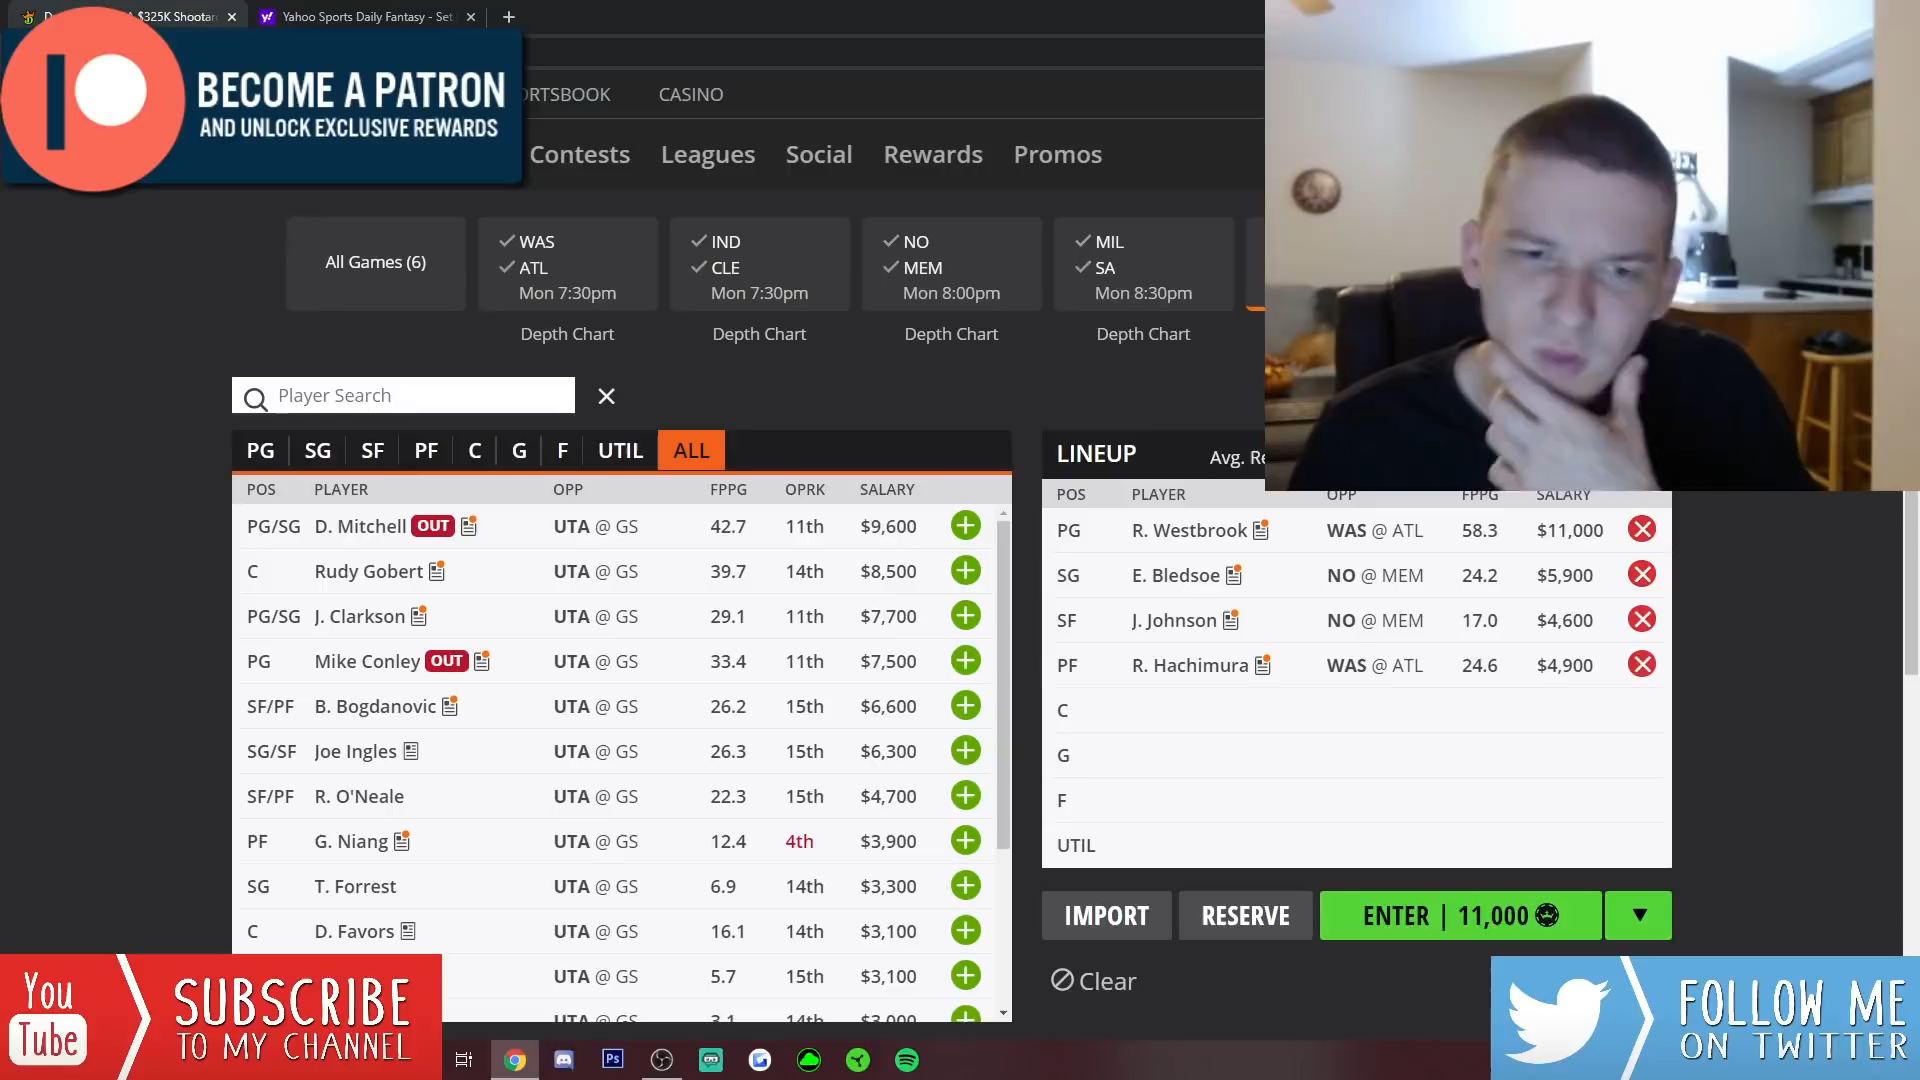 $325K Shootar
Yahoo Sports Daily Fantasy - Set
BECOME A PATRON
AND UNLOCK EXCLUSIVE REWARDS
ORTSBOOK
CASINO
Contests
Leagues
Social
Rewards
Promos
All Games (6)
WAS
ATL
Mon 7:30pm
Depth Chart
IND
CLE
Mon 7:30pm
Depth Chart
NO
MEM
Mon 8:00pm
Depth Chart
MIL
SA
Mon 8:30pm
Depth Chart
Player Search
PG SG SF PF C G F UTIL ALL
POS PLAYER OPP FPPG OPRK SALARY
PG/SG D. Mitchell OUT UTA @ GS 42.7 11th $9,600
C Rudy Gobert UTA @ GS 39.7 14th $8,500
PG/SG J. Clarkson UTA @ GS 29.1 11th $7,700
PG Mike Conley OUT UTA @ GS 33.4 11th $7,500
SF/PF B. Bogdanovic UTA @ GS 26.2 15th $6,600
SG/SF Joe Ingles UTA @ GS 26.3 15th $6,300
SF/PF R. O'Neale UTA @ GS 22.3 15th $4,700
PF G. Niang UTA @ GS 12.4 4th $3,900
SG T. Forrest UTA @ GS 6.9 14th $3,300
C D. Favors UTA @ GS 16.1 14th $3,100
UTA @ GS 5.7 15th $3,100
UTA @ GS 3.1 14th $3,000
LINEUP
Avg. Re
POS PLAYER OPP FPPG SALARY
PG R. Westbrook WAS @ ATL 58.3 $11,000
SG E. Bledsoe NO @ MEM 24.2 $5,900
SF J. Johnson NO @ MEM 17.0 $4,600
PF R. Hachimura WAS @ ATL 24.6 $4,900
C
G
F
UTIL
IMPORT
RESERVE
ENTER | 11,000
Clear
You
Tube
SUBSCRIBE
TO MY CHANNEL
Ps
FOLLOW ME
ON TWITTER